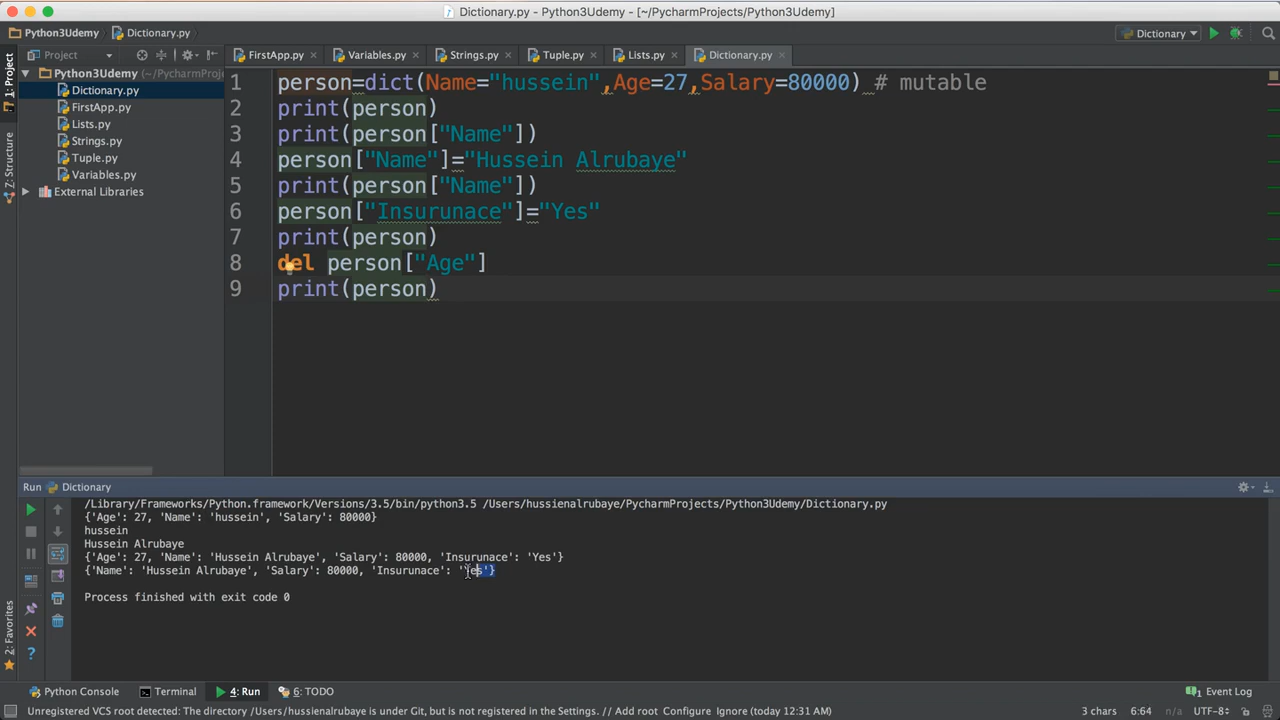 Dictionary.py - Python3Udemy - [~/PycharmProjects/Python3Udemy]
Python3Udemy Dictionary.py Dictionary
1: Project
Z: Structure
2: Favorites
Project
FirstApp.py Variables.py Strings.py Tuple.py Lists.py Dictionary.py
Python3Udemy (~/PycharmProj
Dictionary.py
FirstApp.py
Lists.py
Strings.py
Tuple.py
Variables.py
External Libraries
1 person=dict(Name="hussein",Age=27,Salary=80000) # mutable
2 print(person)
3 print(person["Name"])
4 person["Name"]="Hussein Alrubaye"
5 print(person["Name"])
6 person["Insurunace"]="Yes"
7 print(person)
8 del person["Age"]
9 print(person)
Run Dictionary
/Library/Frameworks/Python.framework/Versions/3.5/bin/python3.5 /Users/hussienalrubaye/PycharmProjects/Python3Udemy/Dictionary.py
{'Age': 27, 'Name': 'hussein', 'Salary': 80000}
hussein
Hussein Alrubaye
{'Age': 27, 'Name': 'Hussein Alrubaye', 'Salary': 80000, 'Insurunace': 'Yes'}
{'Name': 'Hussein Alrubaye', 'Salary': 80000, 'Insurunace': 'Yes'}
Process finished with exit code 0
Python Console Terminal 4: Run 6: TODO 1 Event Log
Unregistered VCS root detected: The directory /Users/hussienalrubaye is under Git, but is not registered in the Settings. // Add root Configure Ignore (today 12:31 AM) 3 chars 6:64 n/a UTF-8